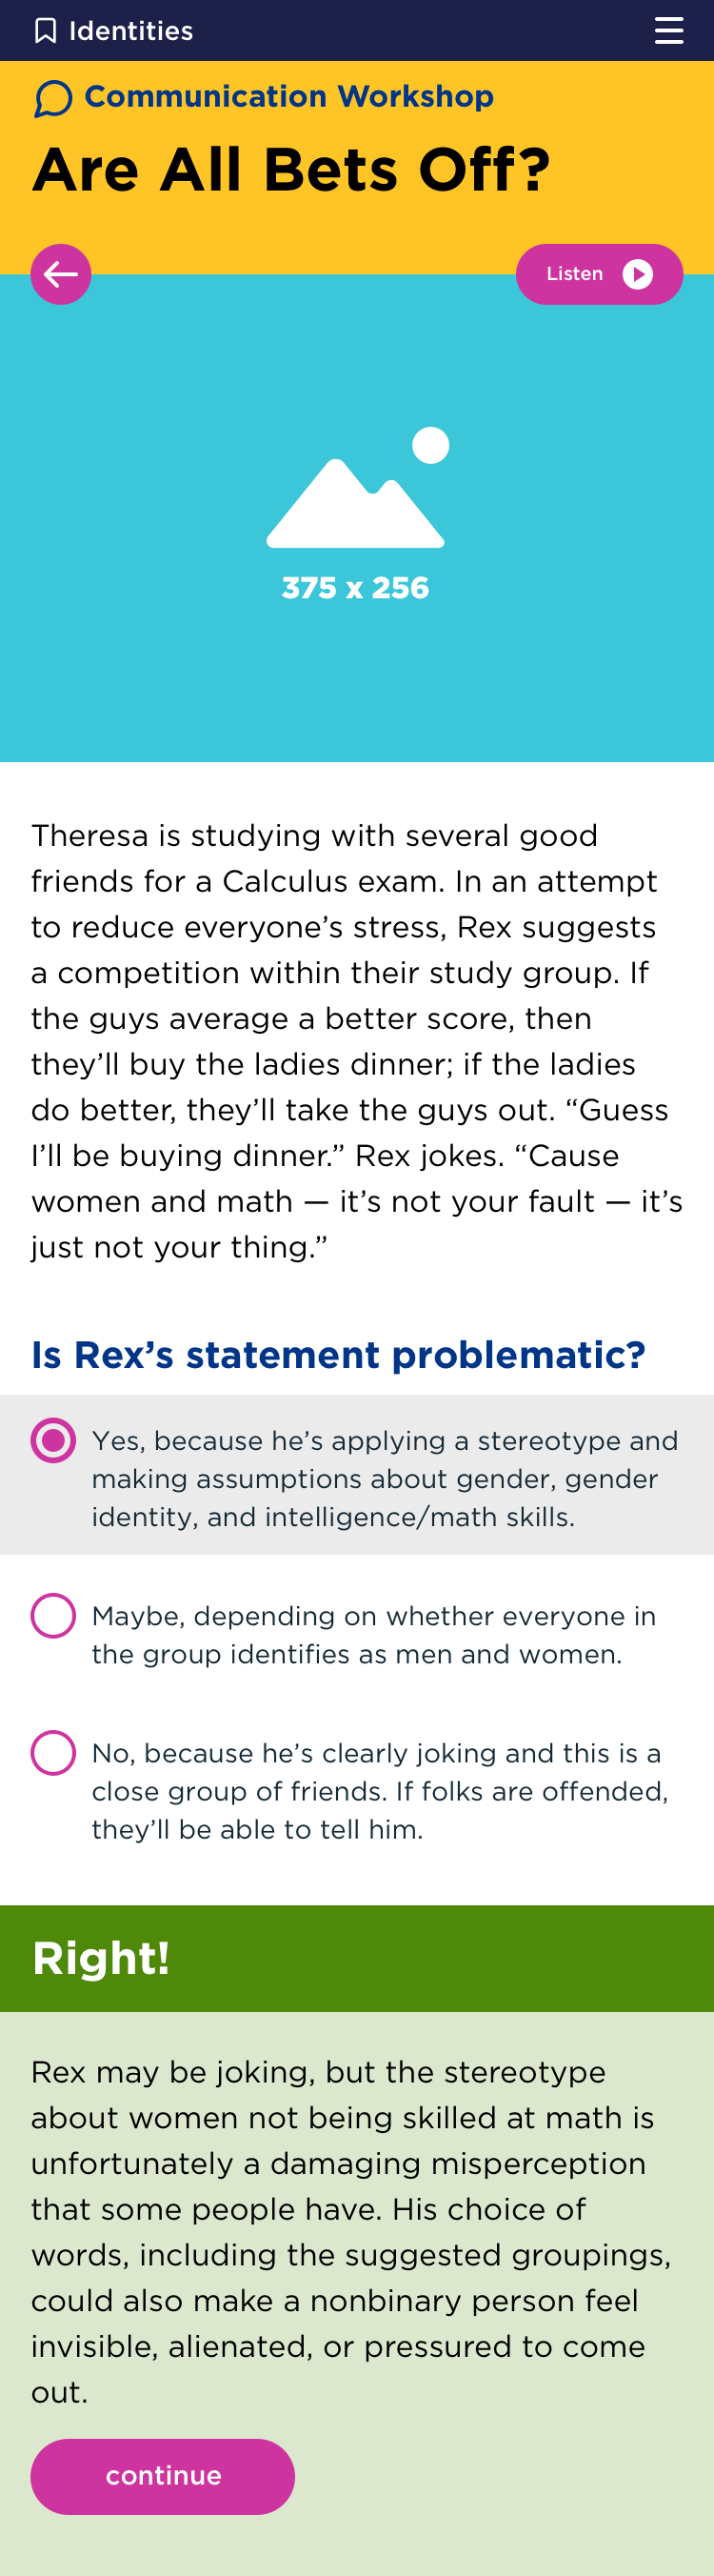 Identities
Communication Workshop
Are All Bets Off?
Listen
375 x 256
Theresa is studying with several good
friends for a Calculus exam. In an attempt
to reduce everyone’s stress, Rex suggests
a competition within their study group. If
the guys average a better score, then
they’ll buy the ladies dinner; if the ladies
do better, they’ll take the guys out. “Guess
I’ll be buying dinner.” Rex jokes. “Cause
women and math — it’s not your fault — it’s
just not your thing.”
Is Rex’s statement problematic?
Yes, because he’s applying a stereotype and
making assumptions about gender, gender
identity, and intelligence/math skills.
Maybe, depending on whether everyone in
the group identifies as men and women.
No, because he’s clearly joking and this is a
close group of friends. If folks are offended,
they’ll be able to tell him.
Right!
Rex may be joking, but the stereotype
about women not being skilled at math is
unfortunately a damaging misperception
that some people have. His choice of
words, including the suggested groupings,
could also make a nonbinary person feel
invisible, alienated, or pressured to come
out.
continue